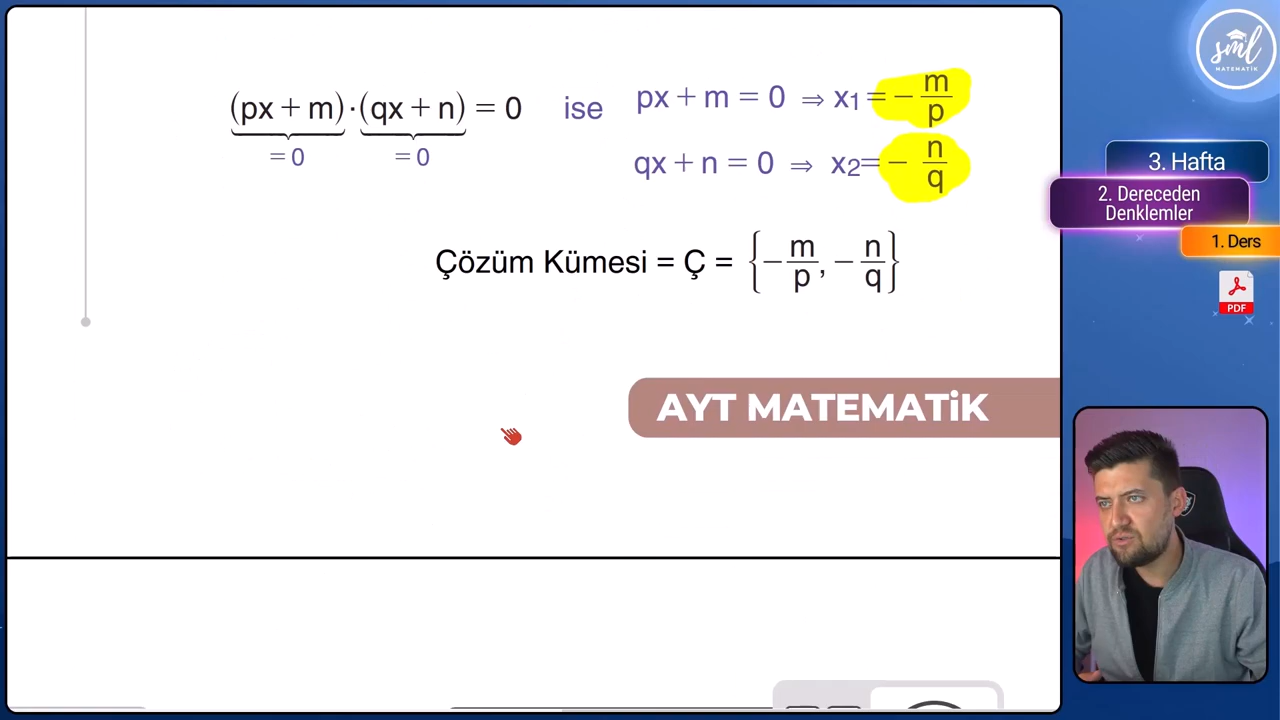 (px + m) · (qx + n) = 0 ise px + m = 0 ⇒ x₁ = − m/p
= 0 = 0
qx + n = 0 ⇒ x₂ = − n/q
Çözüm Kümesi = Ç = {− m/p, − n/q}
AYT MATEMATİK
sml
MATEMATİK
3. Hafta
2. Dereceden
Denklemler
1. Ders
PDF